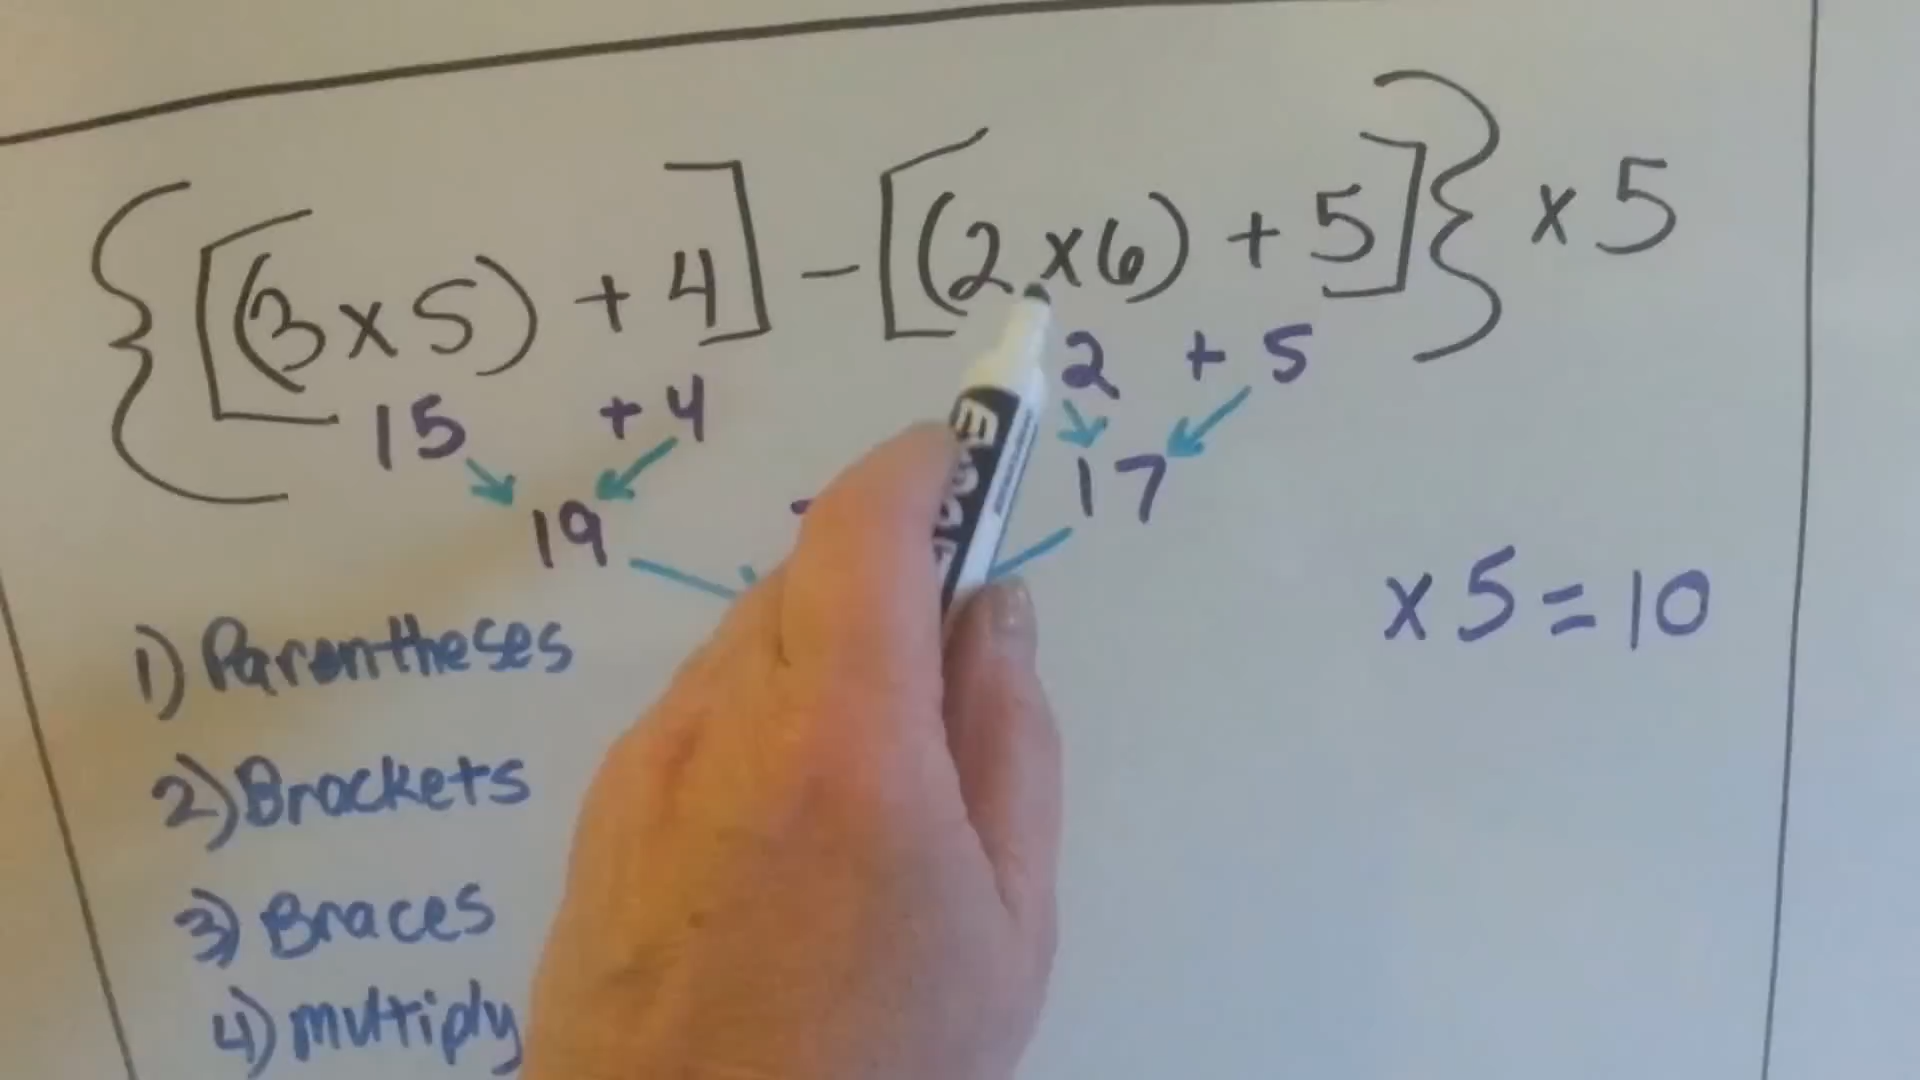 {[(3x5)+4]-[(2x6)+5]}x5
15 +4 2 + 5
19 - 17
x5=10
1) Parentheses
2) Brackets
3) Braces
4) multiply